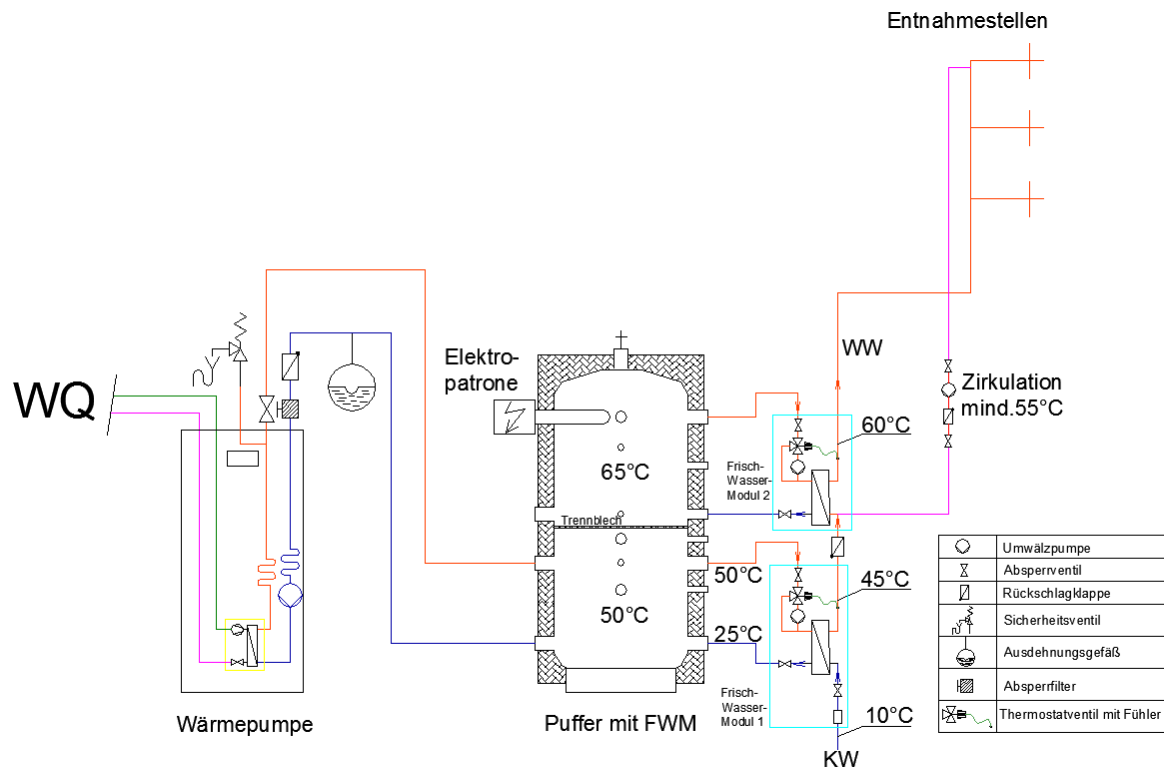 Entnahmestellen
WW
Zirkulation
mind.55°C
Elektro-
patrone
WQ
60°C
65°C
Frisch-
Wasser-
Modul 2
Trennblech
50°C
45°C
50°C
25°C
Frisch-
Wasser-
Modul 1
10°C
KW
Wärmepumpe
Puffer mit FWM
Umwälzpumpe
Absperrventil
Rückschlagklappe
Sicherheitsventil
Ausdehnungsgefäß
Absperrfilter
Thermostatventil mit Fühler